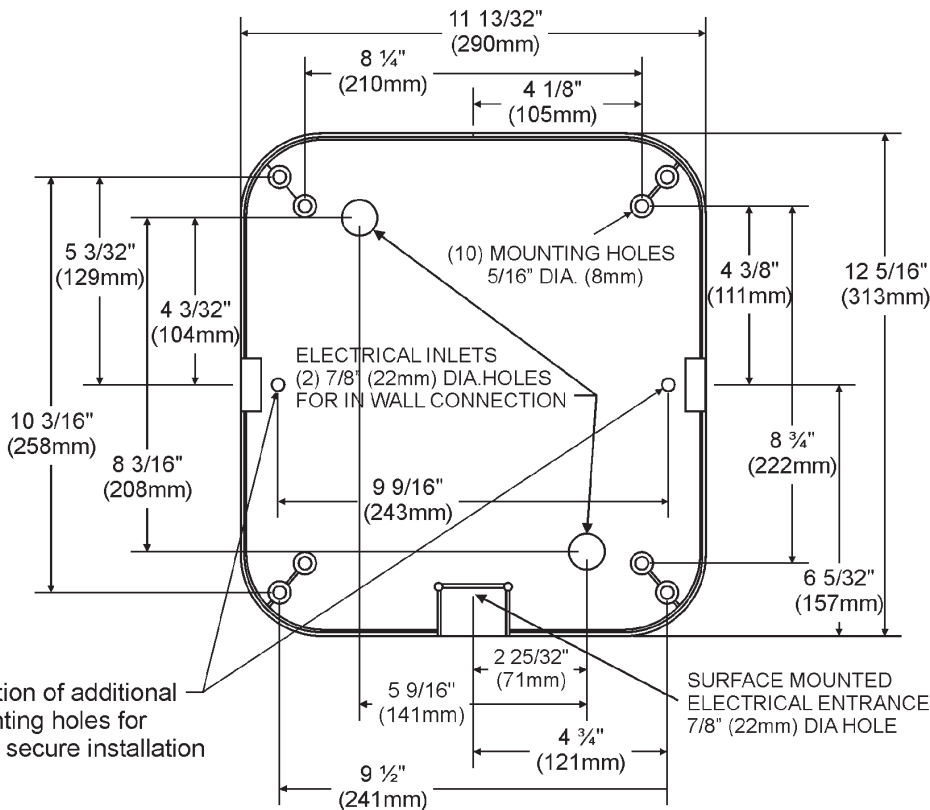 11 13/32"
(290mm)
8 ¼"
(210mm)
4 1/8"
(105mm)
(10) MOUNTING HOLES
5/16" DIA. (8mm)
5 3/32"
(129mm)
4 3/32"
(104mm)
4 3/8"
(111mm)
12 5/16"
(313mm)
ELECTRICAL INLETS
(2) 7/8" (22mm) DIA.HOLES
FOR IN WALL CONNECTION
10 3/16"
(258mm)
8 3/16"
(208mm)
8 ¾"
(222mm)
9 9/16"
(243mm)
6 5/32"
(157mm)
2 25/32"
(71mm)
5 9/16"
(141mm)
of additional
holes for
secure installation
SURFACE MOUNTED
ELECTRICAL ENTRANCE
7/8" (22mm) DIA HOLE
4 ¾"
(121mm)
9 ½"
(241mm)